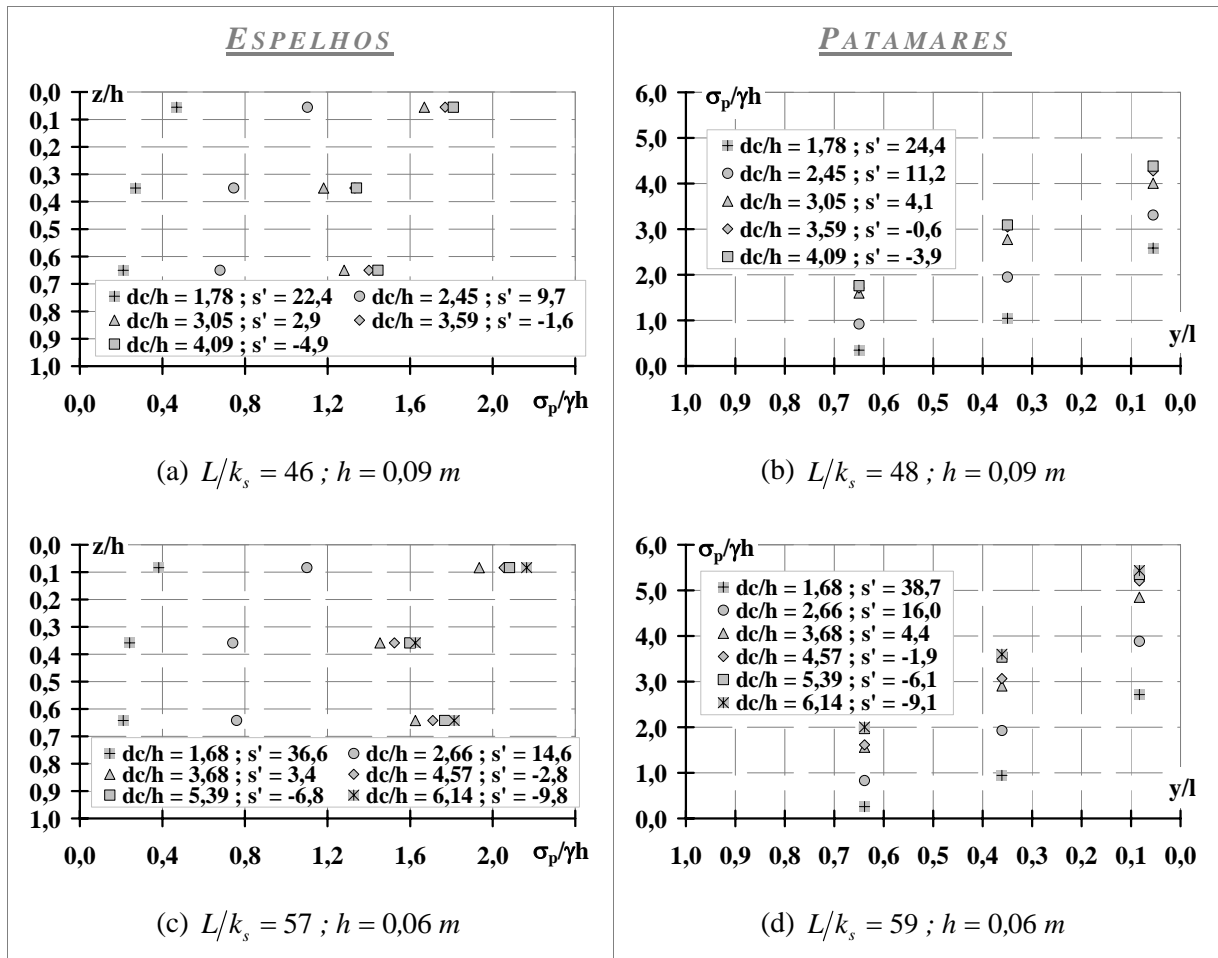 ESPELHOS
PATAMARES
z/h
0,0
0,1
0,2
0,3
0,4
0,5
0,6
0,7
0,8
0,9
1,0
dc/h = 1,78 ; s' = 22,4
dc/h = 2,45 ; s' = 9,7
dc/h = 3,05 ; s' = 2,9
dc/h = 3,59 ; s' = -1,6
dc/h = 4,09 ; s' = -4,9
0,0 0,4 0,8 1,2 1,6 2,0 σp/γh
(a) L/ks = 46 ; h = 0,09 m
σp/γh
6,0
5,0
4,0
3,0
2,0
1,0
0,0
dc/h = 1,78 ; s' = 24,4
dc/h = 2,45 ; s' = 11,2
dc/h = 3,05 ; s' = 4,1
dc/h = 3,59 ; s' = -0,6
dc/h = 4,09 ; s' = -3,9
y/l
1,0 0,9 0,8 0,7 0,6 0,5 0,4 0,3 0,2 0,1 0,0
(b) L/ks = 48 ; h = 0,09 m
z/h
0,0
0,1
0,2
0,3
0,4
0,5
0,6
0,7
0,8
0,9
1,0
dc/h = 1,68 ; s' = 36,6
dc/h = 2,66 ; s' = 14,6
dc/h = 3,68 ; s' = 3,4
dc/h = 4,57 ; s' = -2,8
dc/h = 5,39 ; s' = -6,8
dc/h = 6,14 ; s' = -9,8
0,0 0,4 0,8 1,2 1,6 2,0 σp/γh
(c) L/ks = 57 ; h = 0,06 m
σp/γh
6,0
5,0
4,0
3,0
2,0
1,0
0,0
dc/h = 1,68 ; s' = 38,7
dc/h = 2,66 ; s' = 16,0
dc/h = 3,68 ; s' = 4,4
dc/h = 4,57 ; s' = -1,9
dc/h = 5,39 ; s' = -6,1
dc/h = 6,14 ; s' = -9,1
y/l
1,0 0,9 0,8 0,7 0,6 0,5 0,4 0,3 0,2 0,1 0,0
(d) L/ks = 59 ; h = 0,06 m